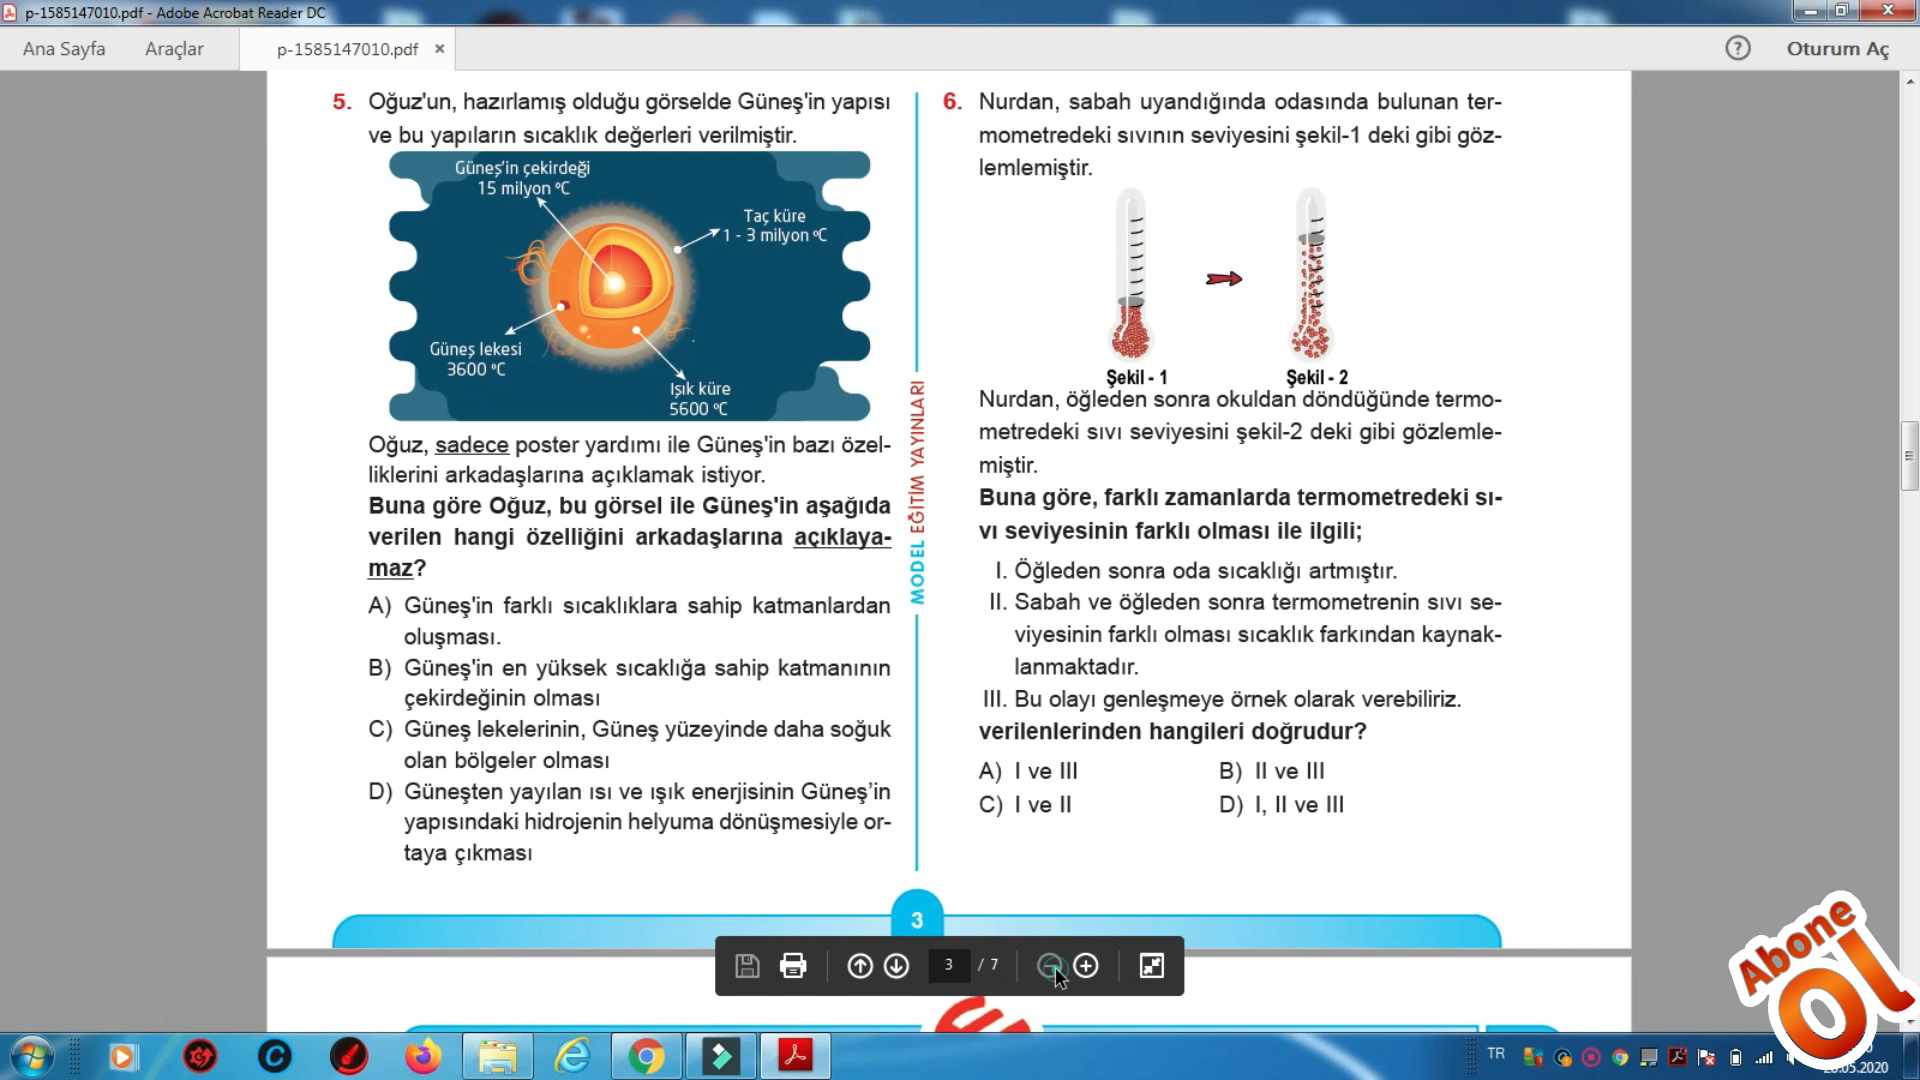 p-1585147010.pdf - Adobe Acrobat Reader DC
Ana Sayfa
Araçlar
p-1585147010.pdf
Oturum Aç
5. Oğuz'un, hazırlamış olduğu görselde Güneş'in yapısı
ve bu yapıların sıcaklık değerleri verilmiştir.
Güneş'in çekirdeği
15 milyon ºC
Taç küre
1 - 3 milyon ºC
Güneş lekesi
3600 ºC
Işık küre
5600 ºC
Oğuz, sadece poster yardımı ile Güneş'in bazı özel-
liklerini arkadaşlarına açıklamak istiyor.
Buna göre Oğuz, bu görsel ile Güneş'in aşağıda
verilen hangi özelliğini arkadaşlarına açıklaya-
maz?
A) Güneş'in farklı sıcaklıklara sahip katmanlardan
oluşması.
B) Güneş'in en yüksek sıcaklığa sahip katmanının
çekirdeğinin olması
C) Güneş lekelerinin, Güneş yüzeyinde daha soğuk
olan bölgeler olması
D) Güneşten yayılan ısı ve ışık enerjisinin Güneş’in
yapısındaki hidrojenin helyuma dönüşmesiyle or-
taya çıkması
MODEL EĞİTİM YAYINLARI
6. Nurdan, sabah uyandığında odasında bulunan ter-
mometredeki sıvının seviyesini şekil-1 deki gibi göz-
lemlemiştir.
Şekil - 1
Şekil - 2
Nurdan, öğleden sonra okuldan döndüğünde termo-
metredeki sıvı seviyesini şekil-2 deki gibi gözlemle-
miştir.
Buna göre, farklı zamanlarda termometredeki sı-
vı seviyesinin farklı olması ile ilgili;
I. Öğleden sonra oda sıcaklığı artmıştır.
II. Sabah ve öğleden sonra termometrenin sıvı se-
viyesinin farklı olması sıcaklık farkından kaynak-
lanmaktadır.
III. Bu olayı genleşmeye örnek olarak verebiliriz.
verilenlerinden hangileri doğrudur?
A) I ve III
B) II ve III
C) I ve II
D) I, II ve III
3
3 / 7
Abone
Ol
TR